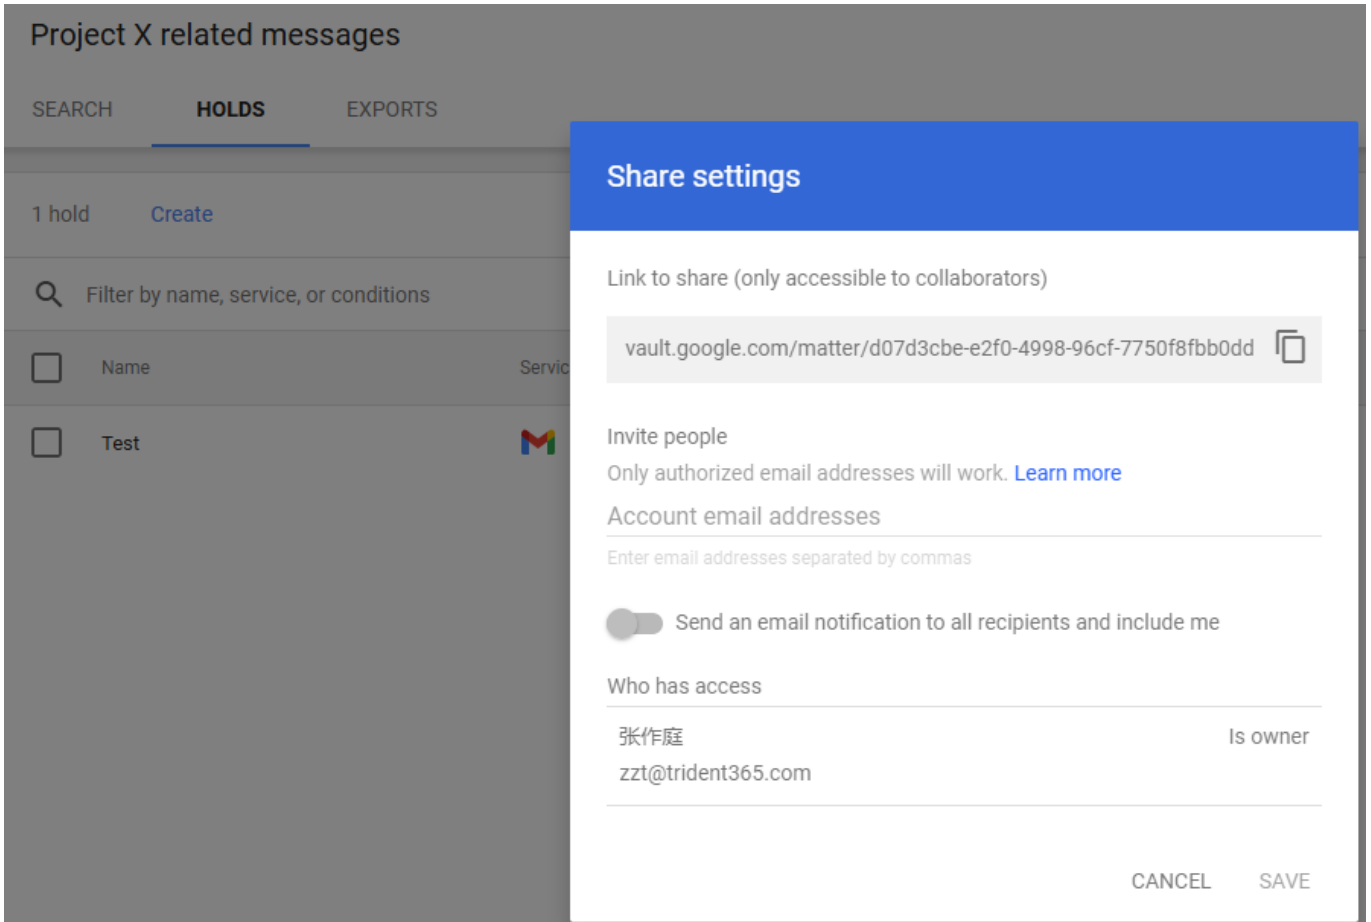 Project X related messages
SEARCH HOLDS EXPORTS
1 hold Create
Filter by name, service, or conditions
Name Servic
Test
Share settings
Link to share (only accessible to collaborators)
vault.google.com/matter/d07d3cbe-e2f0-4998-96cf-7750f8fbb0dd
Invite people
Only authorized email addresses will work. Learn more
Account email addresses
Enter email addresses separated by commas
Send an email notification to all recipients and include me
Who has access
张作庭 Is owner
zzt@trident365.com
CANCEL SAVE